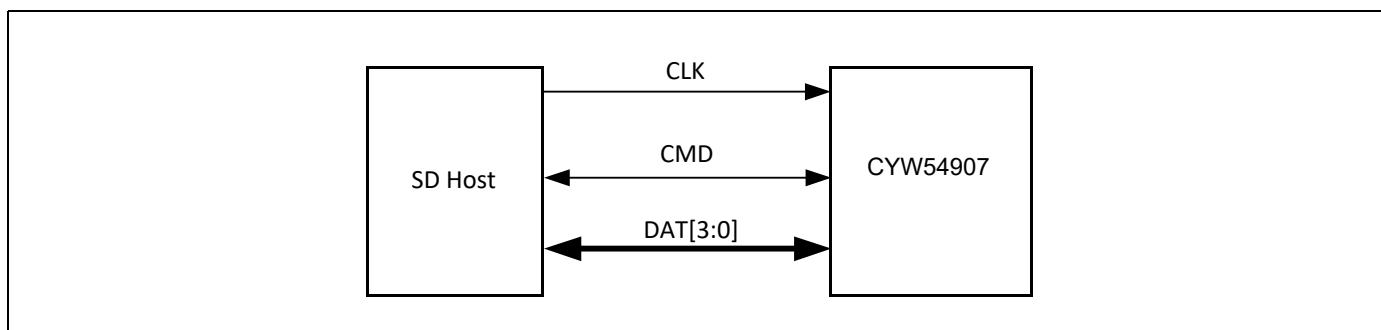 CLK
CMD
SD Host
CYW54907
DAT[3:0]